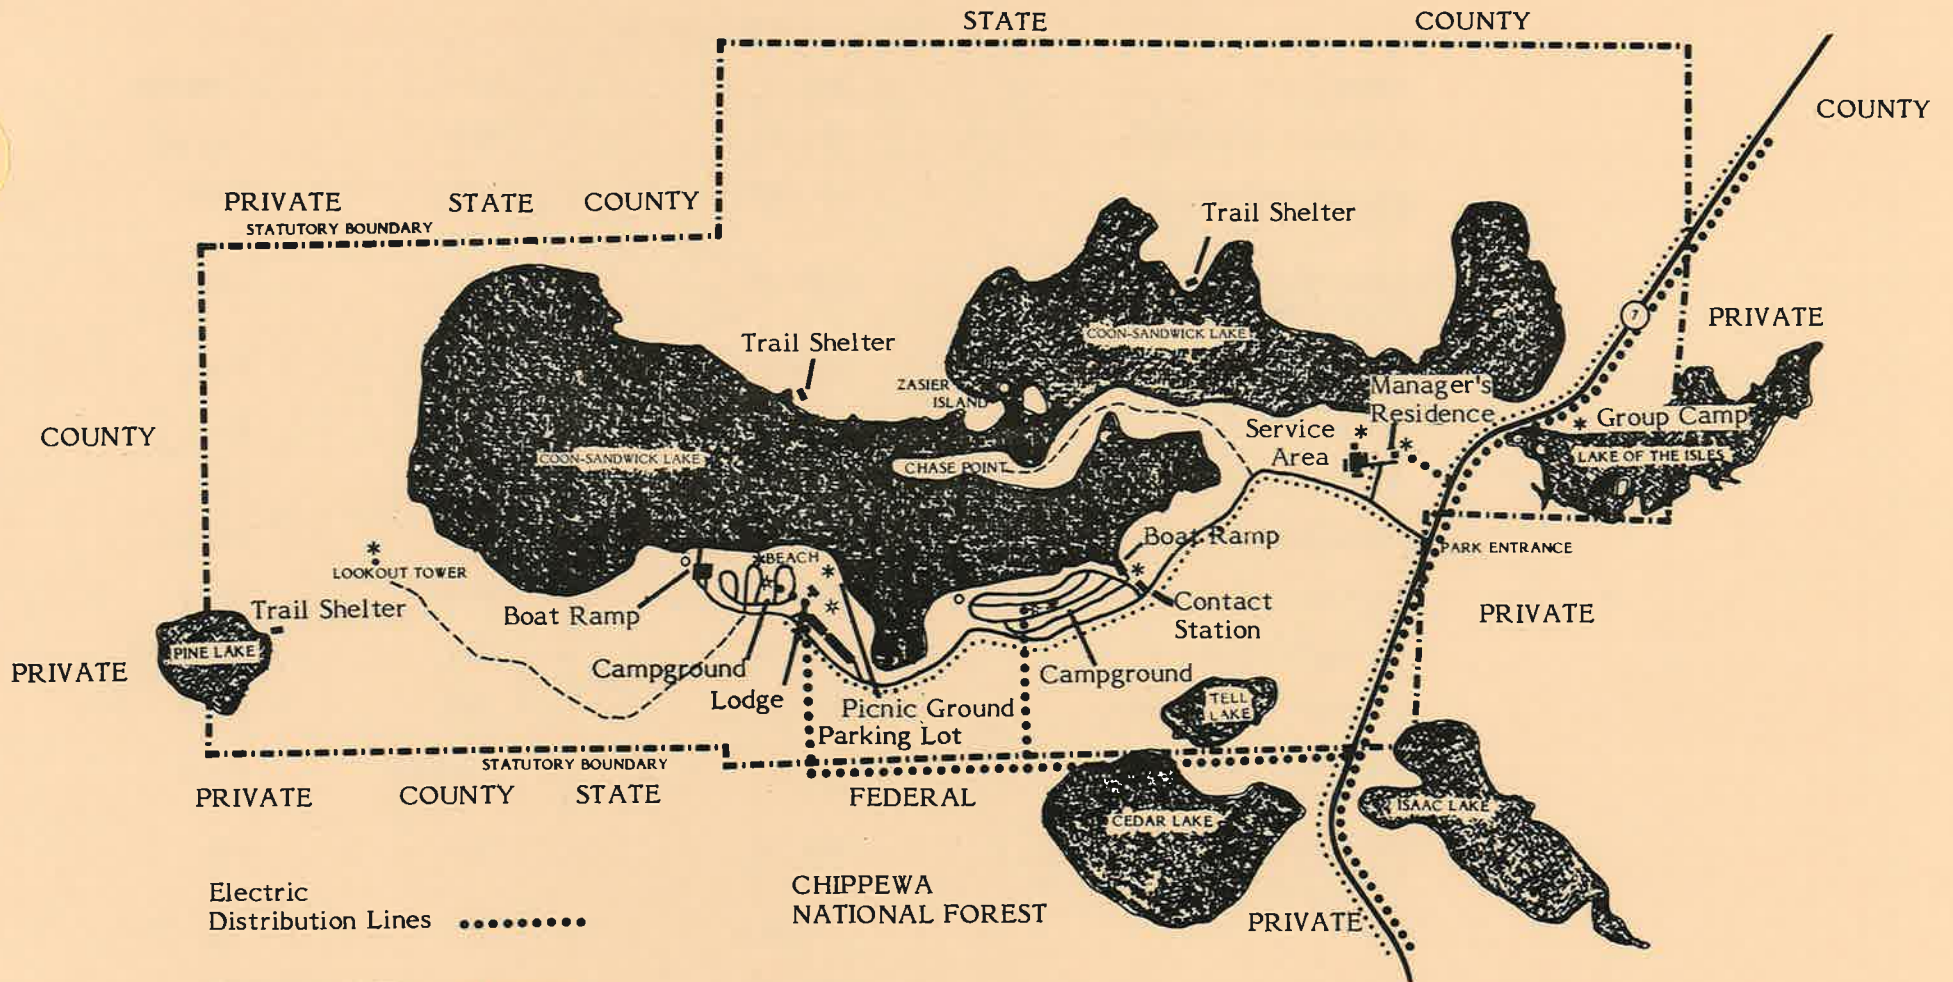 STATE COUNTY
COUNTY
PRIVATE STATE COUNTY
STATUTORY BOUNDARY
Trail Shelter
COON-SANDWICK LAKE
7
PRIVATE
Trail Shelter
ZASIER
ISLAND
Manager's
Residence
Service
Area
Group Camp
LAKE OF THE ISLES
COUNTY
COON-SANDWICK LAKE
CHASE POINT
Boat Ramp
PARK ENTRANCE
BEACH
LOOKOUT TOWER
Trail Shelter
Boat Ramp
Contact
Station
PRIVATE
PINE LAKE
PRIVATE
Campground
Lodge
Campground
Picnic Ground
Parking Lot
TELL
LAKE
STATUTORY BOUNDARY
PRIVATE COUNTY STATE
FEDERAL
CEDAR LAKE
ISAAC LAKE
Electric
Distribution Lines
CHIPPEWA
NATIONAL FOREST
PRIVATE